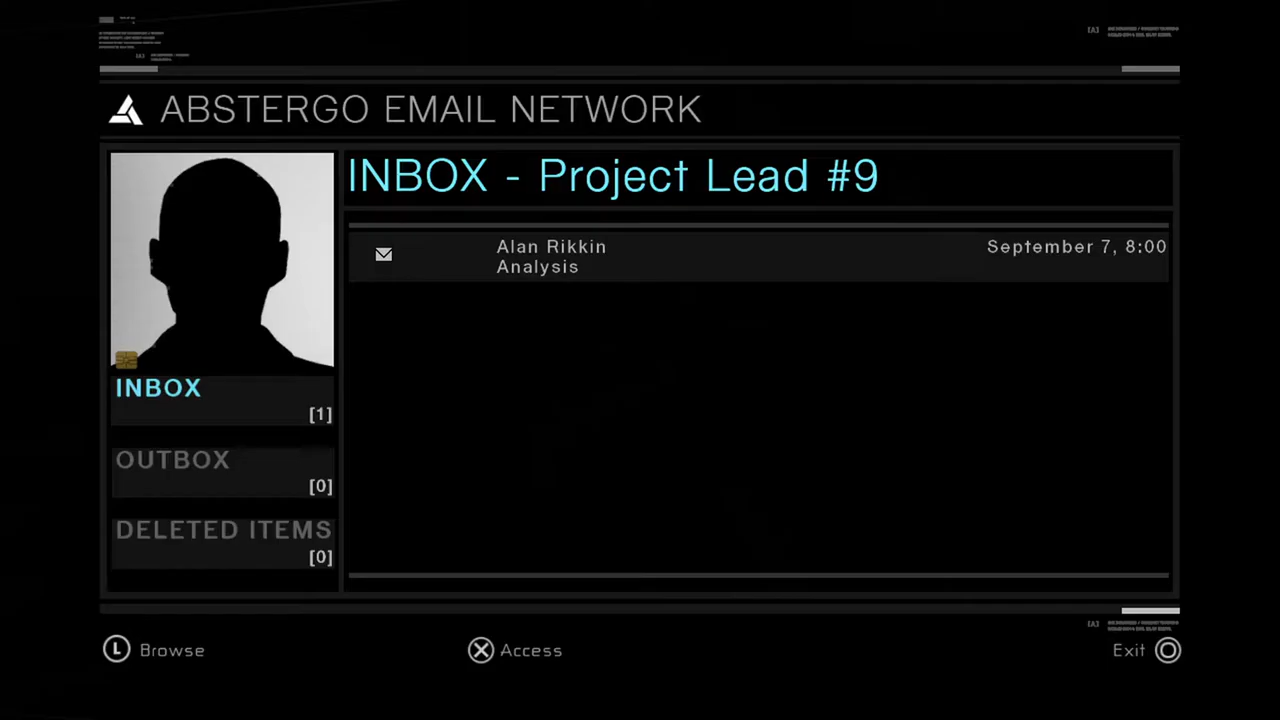 ABSTERGO EMAIL NETWORK
INBOX - Project Lead #9
Alan Rikkin
September 7, 8:00
Analysis
INBOX
[1]
OUTBOX
[0]
DELETED ITEMS
[0]
L Browse
X Access
Exit